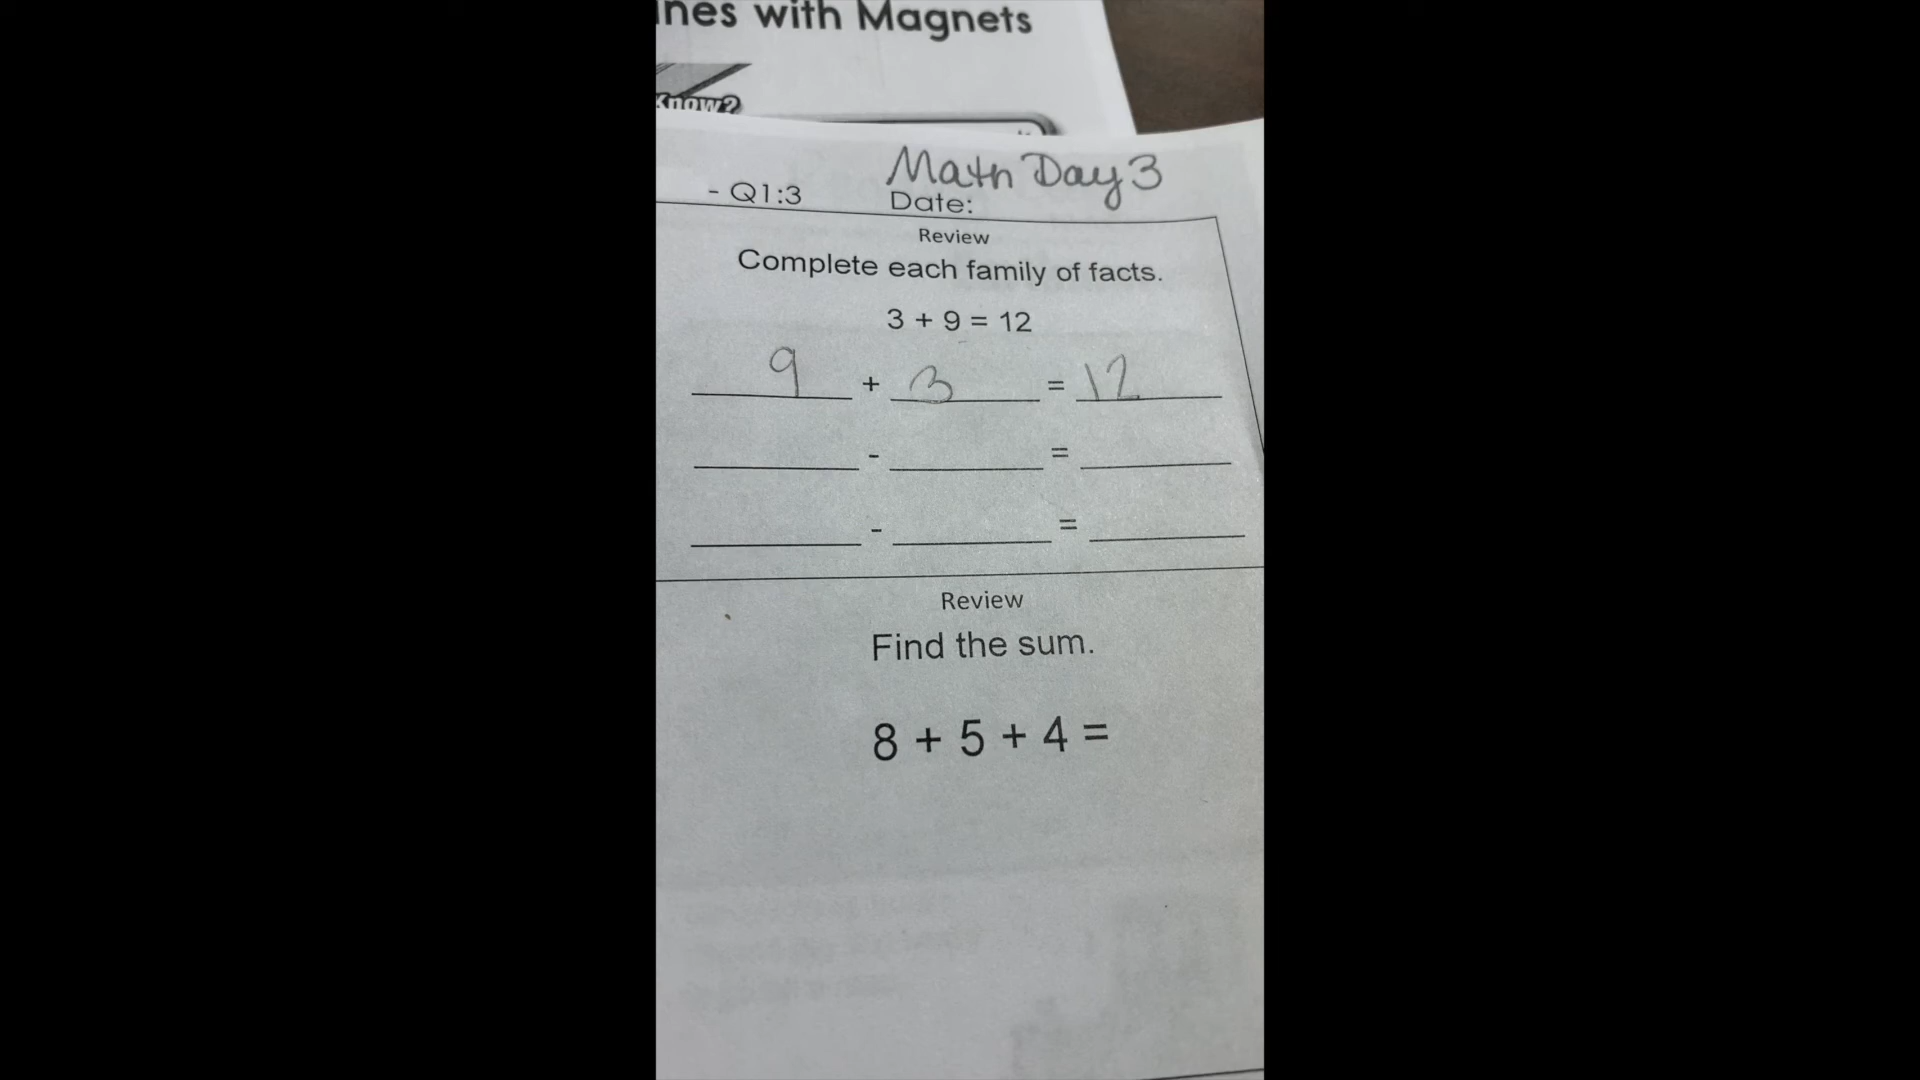 with Magnets
Know?
Math Day 3
- Q1:3 Date:
Review
Complete each family of facts.
3 + 9 = 12
9 + 3 = 12
- =
- =
Review
Find the sum.
8 + 5 + 4 =